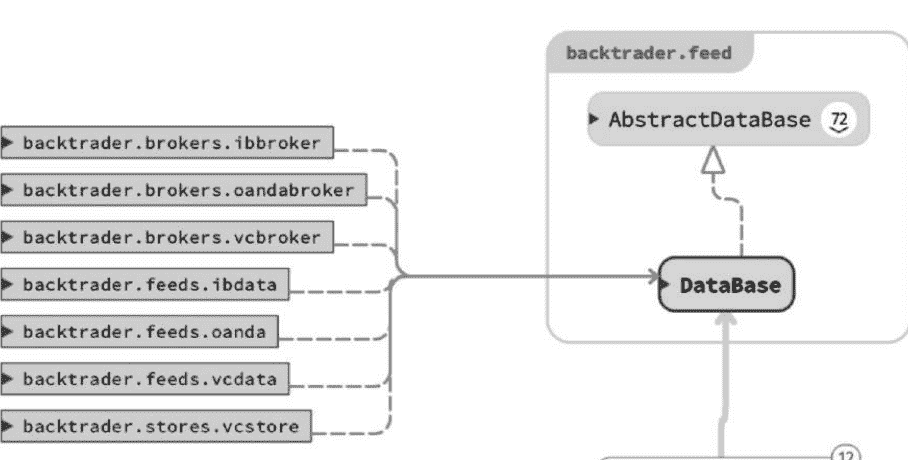 backtrader.feed
AbstractDataBase 72
backtrader.brokers.ibbroker
backtrader.brokers.oandabroker
backtrader.brokers.vcbroker
backtrader.feeds.ibdata
DataBase
backtrader.feeds.oanda
backtrader.feeds.vcdata
backtrader.stores.vcstore
12